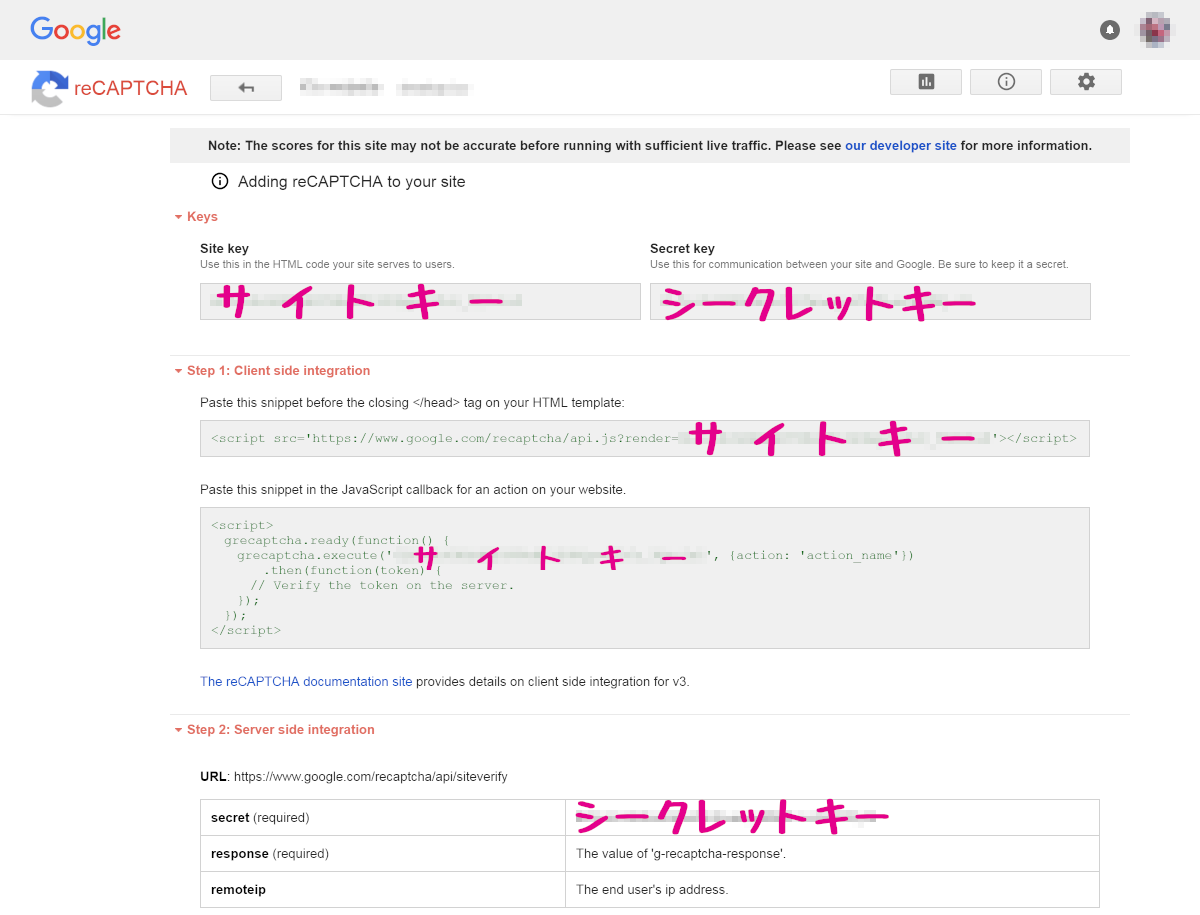 Google
reCAPTCHA
Note: The scores for this site may not be accurate before running with sufficient live traffic. Please see our developer site for more information.
Adding reCAPTCHA to your site
Keys
Site key
Use this in the HTML code your site serves to users.
サイトキー
Secret key
Use this for communication between your site and Google. Be sure to keep it a secret.
シークレットキー
Step 1: Client side integration
Paste this snippet before the closing </head> tag on your HTML template:
<script src='https://www.google.com/recaptcha/api.js?render=サイトキー'></script>
Paste this snippet in the JavaScript callback for an action on your website.
<script>
grecaptcha.ready(function() {
grecaptcha.execute('サイトキー', {action: 'action_name'})
.then(function(token) {
// Verify the token on the server.
});
});
</script>
The reCAPTCHA documentation site provides details on client side integration for v3.
Step 2: Server side integration
URL: https://www.google.com/recaptcha/api/siteverify
secret (required) シークレットキー
response (required) The value of 'g-recaptcha-response'.
remoteip The end user's ip address.